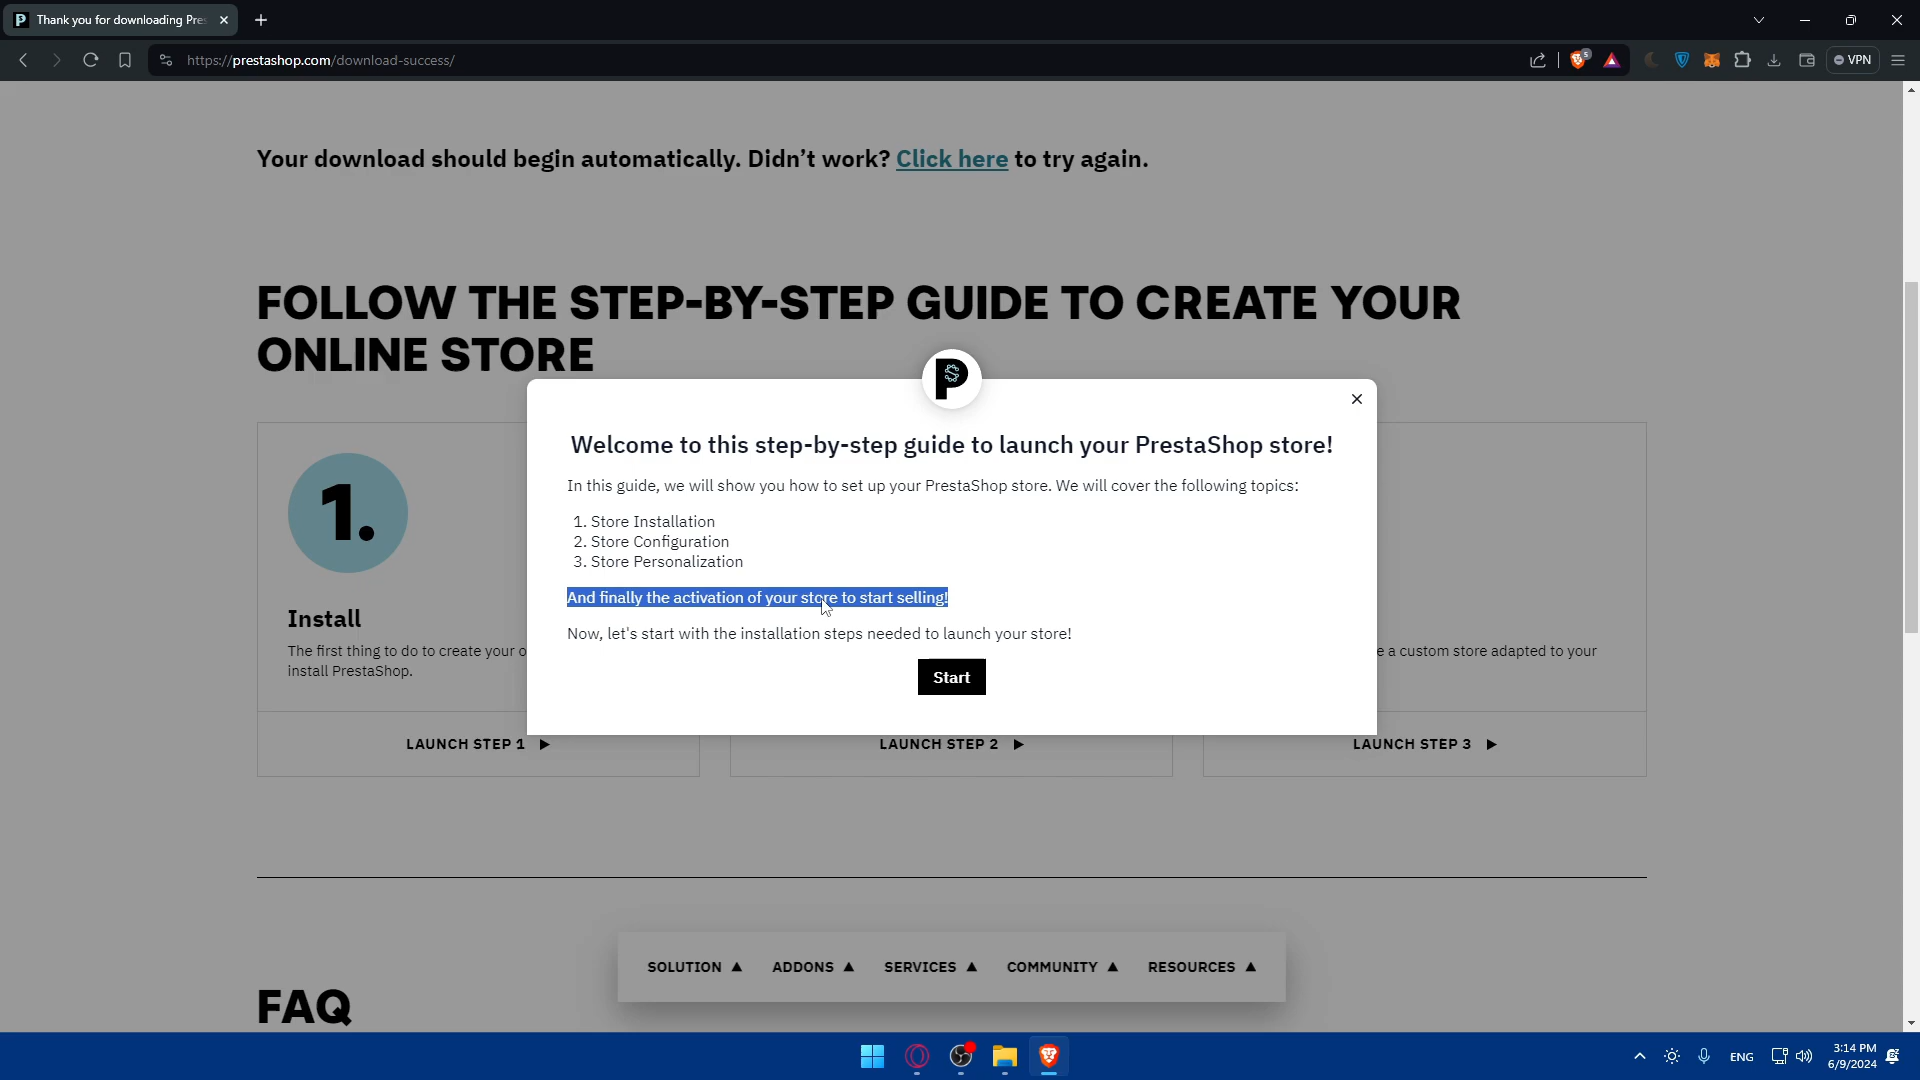 Thank you for downloading Pres
https://prestashop.com/download-success/
5
VPN
Your download should begin automatically. Didn’t work? Click here to try again.
FOLLOW THE STEP-BY-STEP GUIDE TO CREATE YOUR
ONLINE STORE
Welcome to this step-by-step guide to launch your PrestaShop store!
In this guide, we will show you how to set up your PrestaShop store. We will cover the following topics:
1. Store Installation
2. Store Configuration
3. Store Personalization
And finally the activation of your store to start selling!
Now, let's start with the installation steps needed to launch your store!
Start
1.
Install
The first thing to do to create your o
install PrestaShop.
e a custom store adapted to your
LAUNCH STEP 1
LAUNCH STEP 2
LAUNCH STEP 3
SOLUTION ADDONS SERVICES COMMUNITY RESOURCES
FAQ
ENG
3:14 PM
6/9/2024